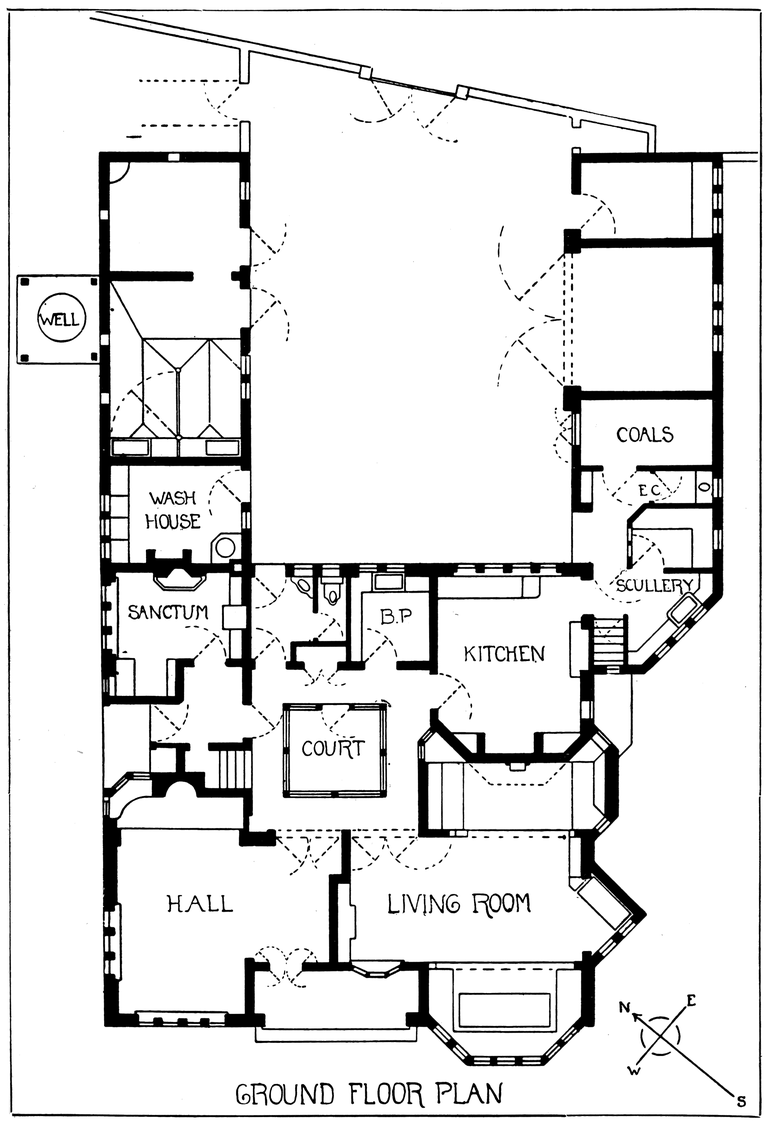 WELL
COALS
E C
WASH
HOUSE
SCULLERY
SANCTUM
B.P
KITCHEN
COURT
HALL
LIVING ROOM
N
E
W
S
GROUND FLOOR PLAN